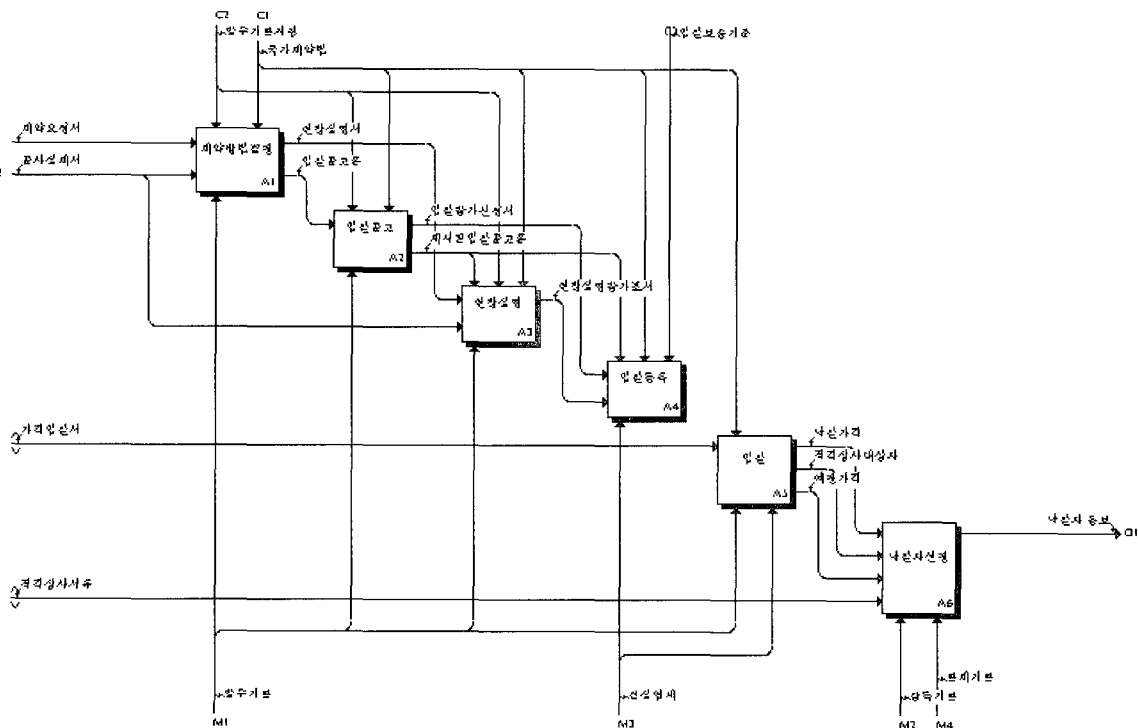 C2 C1
국가계약법
계약요청서
공사설계서
계약방법결정
A1
현장설명서
입찰공고
A2
입찰참가신청서
현장설명
A3
입찰등록
A4
가격입찰서
입찰
A5
낙찰가격
적격심사대상자
예정가격
낙찰자선정
A6
낙찰자 통보
O1
적격심사서류
발주기관
M1
건설업체
M3
M2 M4